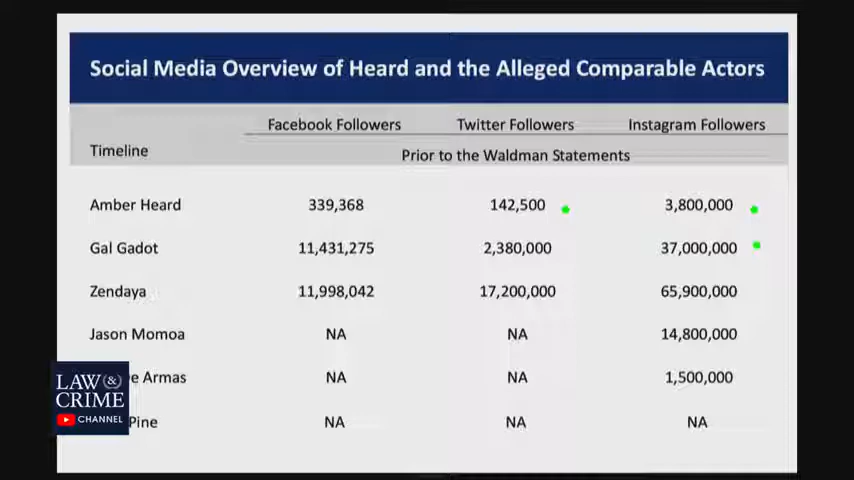 Social Media Overview of Heard and the Alleged Comparable Actors
Facebook Followers Twitter Followers Instagram Followers
Timeline Prior to the Waldman Statements
Amber Heard 339,368 142,500 3,800,000
Gal Gadot 11,431,275 2,380,000 37,000,000
Zendaya 11,998,042 17,200,000 65,900,000
Jason Momoa NA NA 14,800,000
Armas NA NA 1,500,000
Pine NA NA NA
LAW &
CRIME
CHANNEL